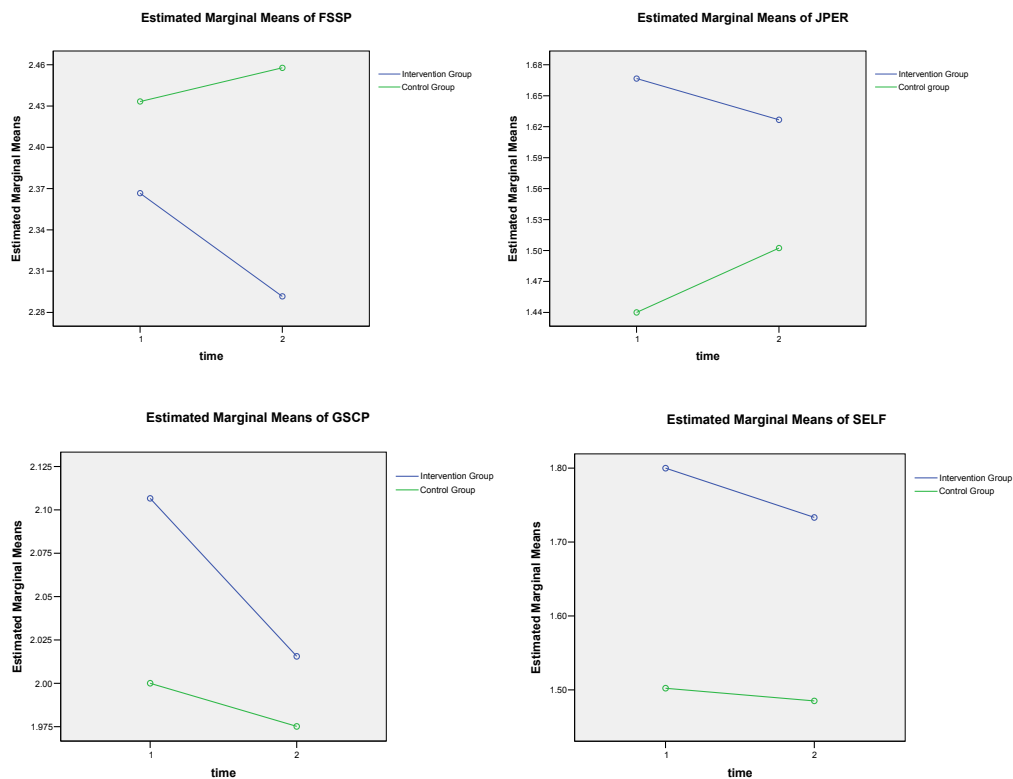 Estimated Marginal Means of FSSP
Estimated Marginal Means
2.46
2.43
2.40
2.37
2.34
2.31
2.28
1
2
time
Intervention Group
Control Group
Estimated Marginal Means of JPER
Estimated Marginal Means
1.68
1.65
1.62
1.59
1.56
1.53
1.50
1.47
1.44
1
2
time
Intervention Group
Control group
Estimated Marginal Means of GSCP
Estimated Marginal Means
2.125
2.10
2.075
2.05
2.025
2.00
1.975
1
2
time
Intervention Group
Control Group
Estimated Marginal Means of SELF
Estimated Marginal Means
1.80
1.70
1.60
1.50
1
2
time
Intervention Group
Control Group